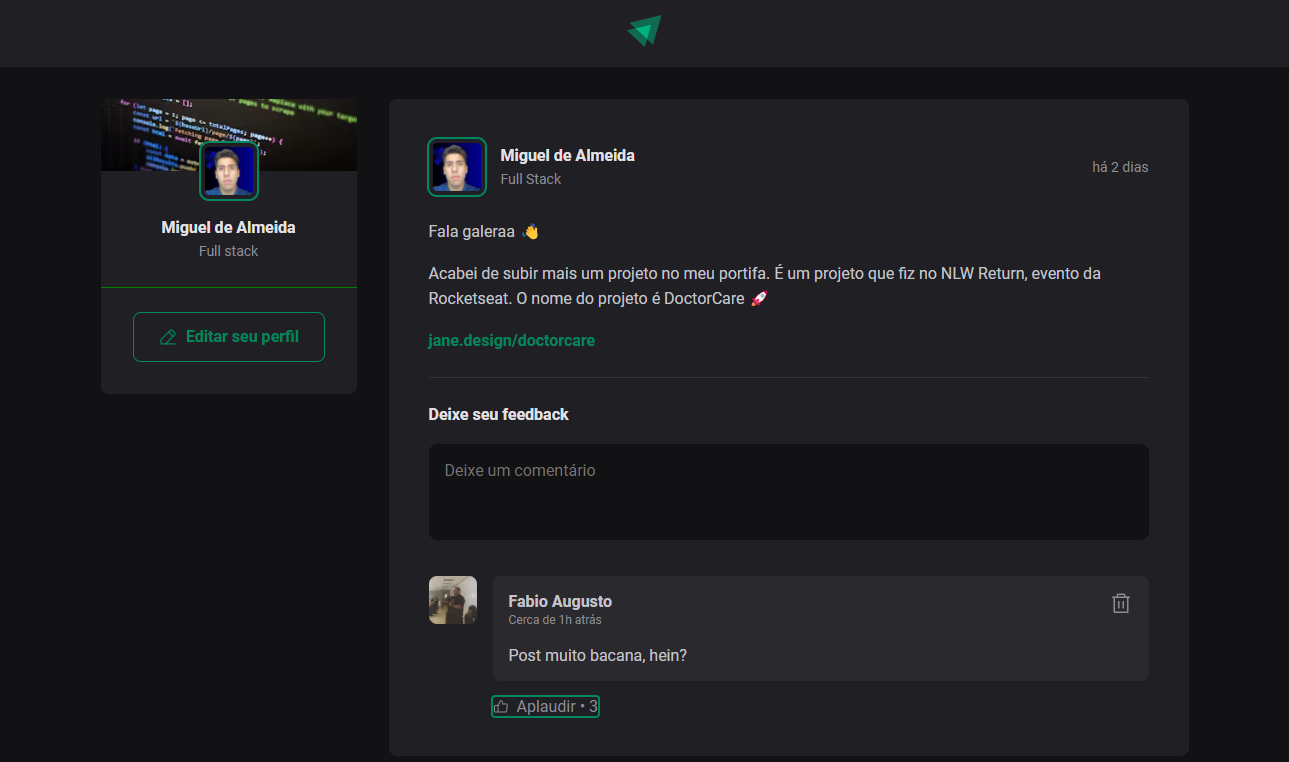 Miguel de Almeida
Full stack
Editar seu perfil
Miguel de Almeida
Full Stack
há 2 dias
Fala galeraa 👋
Acabei de subir mais um projeto no meu portifa. É um projeto que fiz no NLW Return, evento da
Rocketseat. O nome do projeto é DoctorCare 🚀
jane.design/doctorcare
Deixe seu feedback
Deixe um comentário
Fabio Augusto
Cerca de 1h atrás
Post muito bacana, hein?
Aplaudir • 3